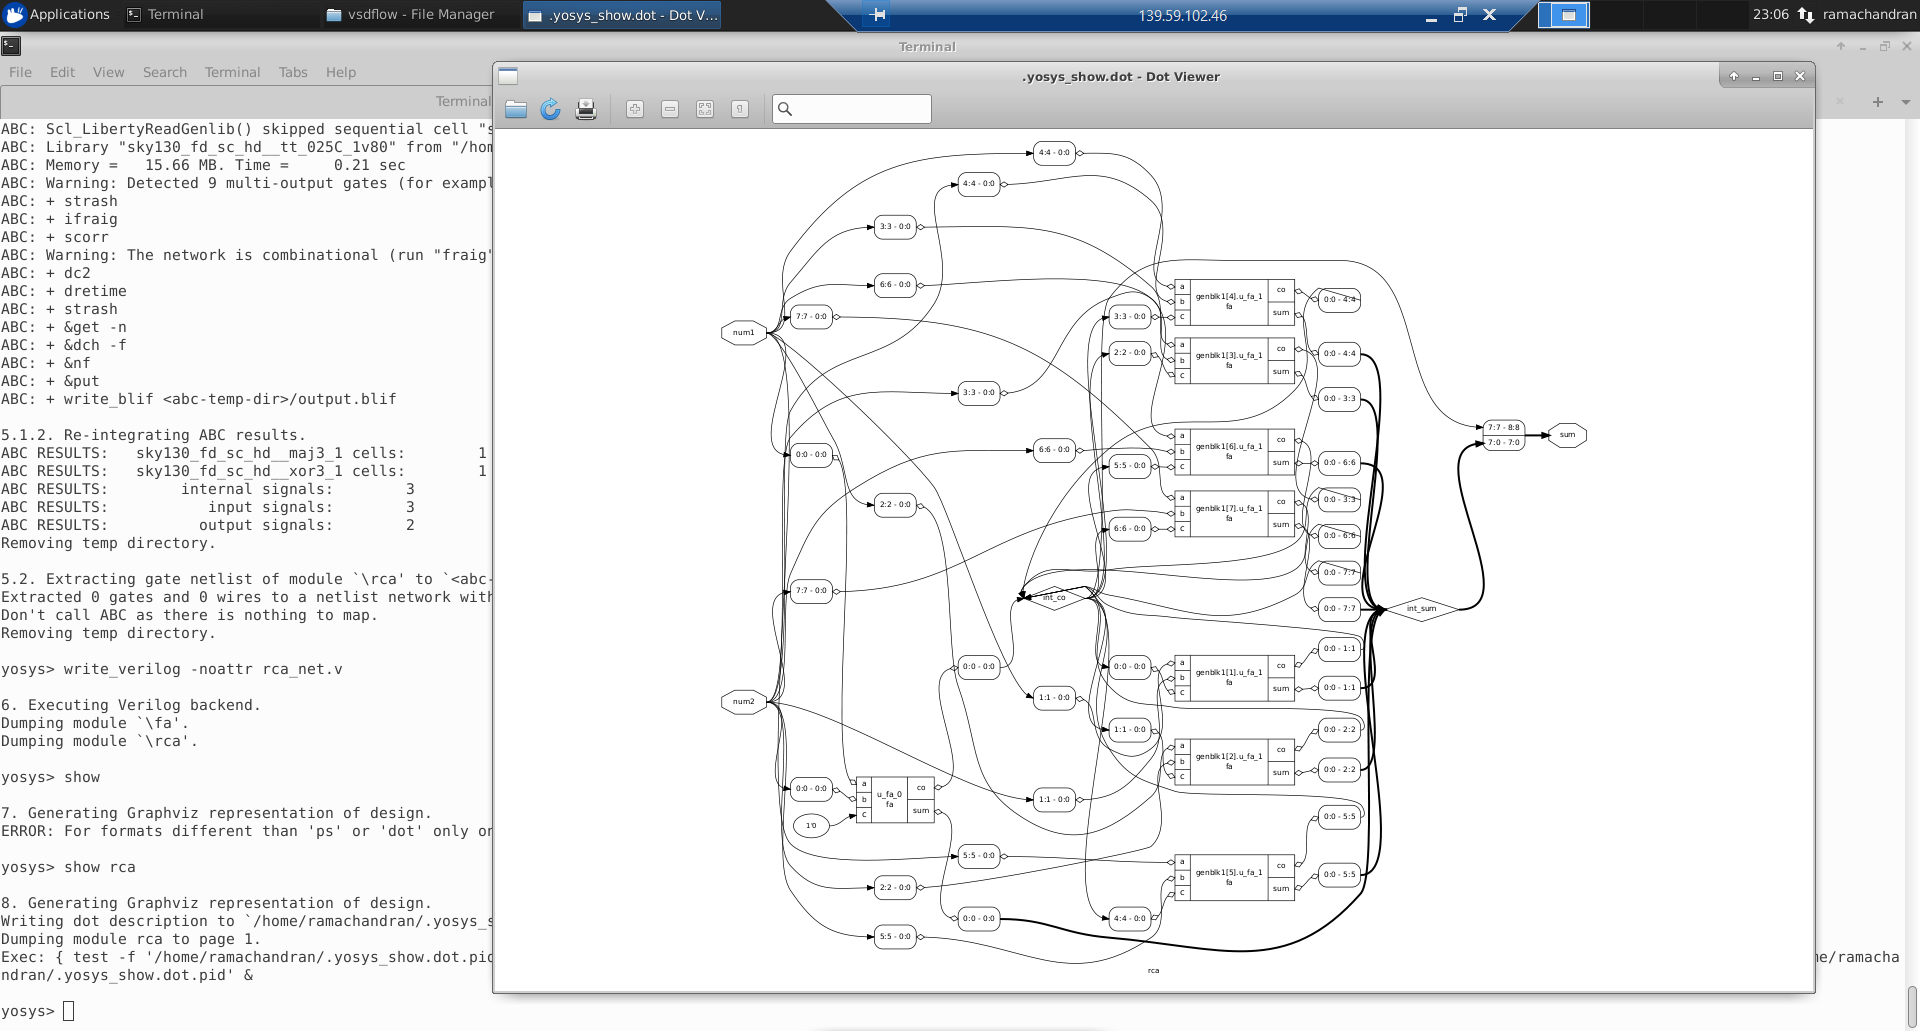 Applications
Terminal
vsdflow - File Manager
.yosys_show.dot - Dot V...
139.59.102.46
23:06
ramachandran
Terminal
File Edit View Search Terminal Tabs Help
Terminal
ABC: Scl_LibertyReadGenlib() skipped sequential cell "s
ABC: Library "sky130_fd_sc_hd__tt_025C_1v80" from "/hom
ABC: Memory =   15.66 MB. Time =     0.21 sec
ABC: Warning: Detected 9 multi-output gates (for exampl
ABC: + strash
ABC: + ifraig
ABC: + scorr
ABC: Warning: The network is combinational (run "fraig"
ABC: + dc2
ABC: + dretime
ABC: + strash
ABC: + &get -n
ABC: + &dch -f
ABC: + &nf
ABC: + &put
ABC: + write_blif <abc-temp-dir>/output.blif
5.1.2. Re-integrating ABC results.
ABC RESULTS:   sky130_fd_sc_hd__maj3_1 cells:        1
ABC RESULTS:   sky130_fd_sc_hd__xor3_1 cells:        1
ABC RESULTS:        internal signals:        3
ABC RESULTS:           input signals:        3
ABC RESULTS:          output signals:        2
Removing temp directory.
5.2. Extracting gate netlist of module `\rca' to `<abc-
Extracted 0 gates and 0 wires to a netlist network with
Don't call ABC as there is nothing to map.
Removing temp directory.
yosys> write_verilog -noattr rca_net.v
6. Executing Verilog backend.
Dumping module `\fa'.
Dumping module `\rca'.
yosys> show
7. Generating Graphviz representation of design.
ERROR: For formats different than 'ps' or 'dot' only on
yosys> show rca
8. Generating Graphviz representation of design.
Writing dot description to `/home/ramachandran/.yosys_s
Dumping module rca to page 1.
Exec: { test -f '/home/ramachandran/.yosys_show.dot.pid
me/ramacha
ndran/.yosys_show.dot.pid' &
yosys>
.yosys_show.dot - Dot Viewer
4:4 - 0:0
4:4 - 0:0
3:3 - 0:0
6:6 - 0:0
7:7 - 0:0
num1
3:3 - 0:0
0:0 - 0:0
6:6 - 0:0
2:2 - 0:0
7:7 - 0:0
num2
0:0 - 0:0
1:1 - 0:0
0:0 - 0:0
1'0
a
b
c
u_fa_0
fa
co
sum
1:1 - 0:0
5:5 - 0:0
2:2 - 0:0
0:0 - 0:0
5:5 - 0:0
int_co
3:3 - 0:0
2:2 - 0:0
5:5 - 0:0
6:6 - 0:0
0:0 - 0:0
1:1 - 0:0
4:4 - 0:0
a
b
c
genblk1[4].u_fa_1
fa
co
sum
a
b
c
genblk1[3].u_fa_1
fa
co
sum
a
b
c
genblk1[6].u_fa_1
fa
co
sum
a
b
c
genblk1[7].u_fa_1
fa
co
sum
a
b
c
genblk1[1].u_fa_1
fa
co
sum
a
b
c
genblk1[2].u_fa_1
fa
co
sum
a
b
c
genblk1[5].u_fa_1
fa
co
sum
0:0 - 4:4
0:0 - 4:4
0:0 - 3:3
0:0 - 6:6
0:0 - 3:3
0:0 - 6:6
0:0 - 7:7
0:0 - 7:7
0:0 - 1:1
0:0 - 1:1
0:0 - 2:2
0:0 - 2:2
0:0 - 5:5
0:0 - 5:5
int_sum
7:7 - 8:8
7:0 - 7:0
sum
rca